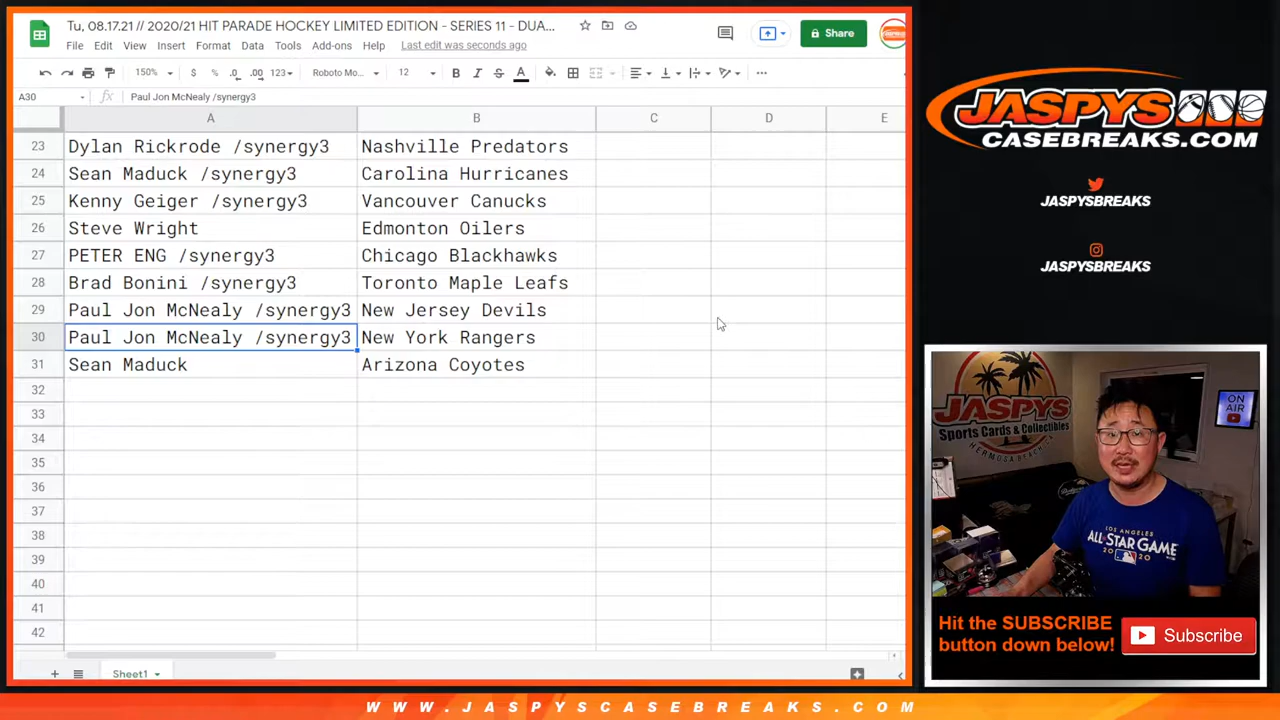 Tu, 08.17.21 // 2020/21 HIT PARADE HOCKEY LIMITED EDITION - SERIES 11 - DUA...
File Edit View Insert Format Data Tools Add-ons Help Last edit was seconds ago
Share
150% $ % .0 .00 123 Roboto Mo... 12 B I S A
A30 fx Paul Jon McNealy /synergy3
A B C D E
23 Dylan Rickrode /synergy3 Nashville Predators
24 Sean Maduck /synergy3 Carolina Hurricanes
25 Kenny Geiger /synergy3 Vancouver Canucks
26 Steve Wright Edmonton Oilers
27 PETER ENG /synergy3 Chicago Blackhawks
28 Brad Bonini /synergy3 Toronto Maple Leafs
29 Paul Jon McNealy /synergy3 New Jersey Devils
30 Paul Jon McNealy /synergy3 New York Rangers
31 Sean Maduck Arizona Coyotes
32
33
34
35
36
37
38
39
40
41
42
Sheet1
JASPYS
CASEBREAKS.COM
JASPYSBREAKS
JASPYSBREAKS
JASPYS
Sports Cards & Collectibles
HERMOSA BEACH
ON
AIR
LOS ANGELES
ALL STAR GAME
2020
Hit the SUBSCRIBE
button down below!
Subscribe
WWW.JASPYSCASEBREAKS.COM